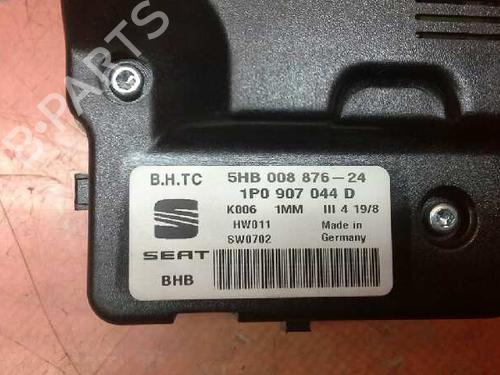 B-PARTS
B.H.TC 5HB 008 876-24
1P0 907 044 D
K006 1MM III 4 19/8
HW011 Made in
SW0702 Germany
SEAT
BHB